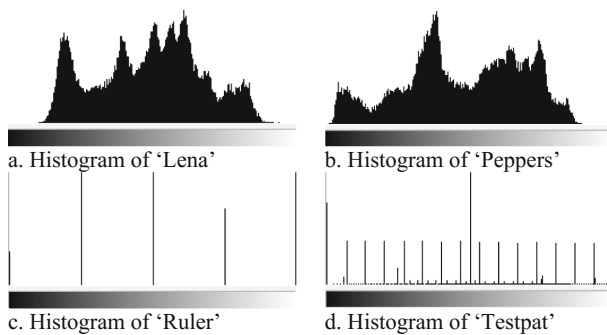 a. Histogram of ‘Lena’
b. Histogram of ‘Peppers’
c. Histogram of ‘Ruler’
d. Histogram of ‘Testpat’